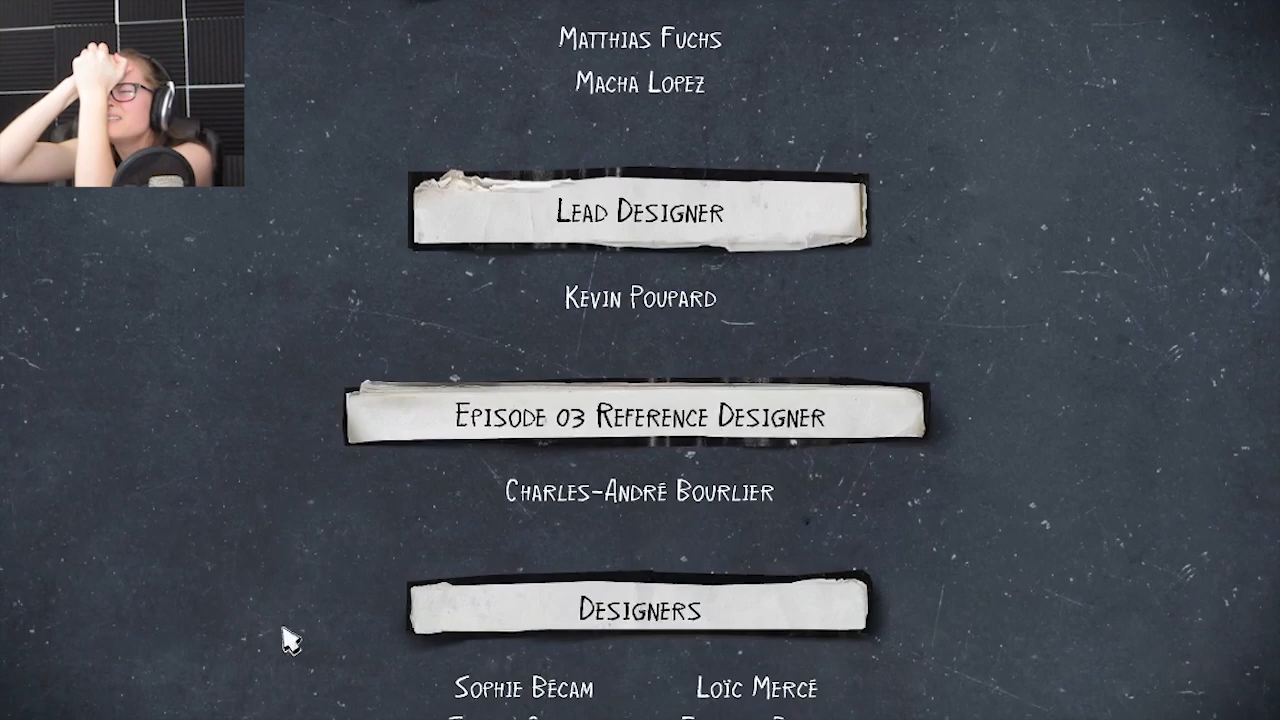 Matthias Fuchs
Macha Lopez
Lead Designer
Kevin Poupard
Episode 03 Reference Designer
Charles-André Bourlier
Designers
Sophie Bécam Loïc Mercé